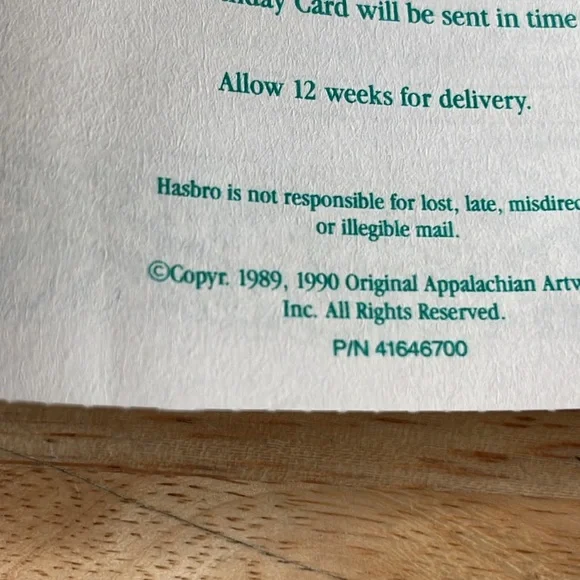 Card will be sent in time
Allow 12 weeks for delivery.
Hasbro is not responsible for lost, late,
or illegible mail.
©Copyr. 1989, 1990 Original Appalachian
Inc. All Rights Reserved.
P/N 41646700